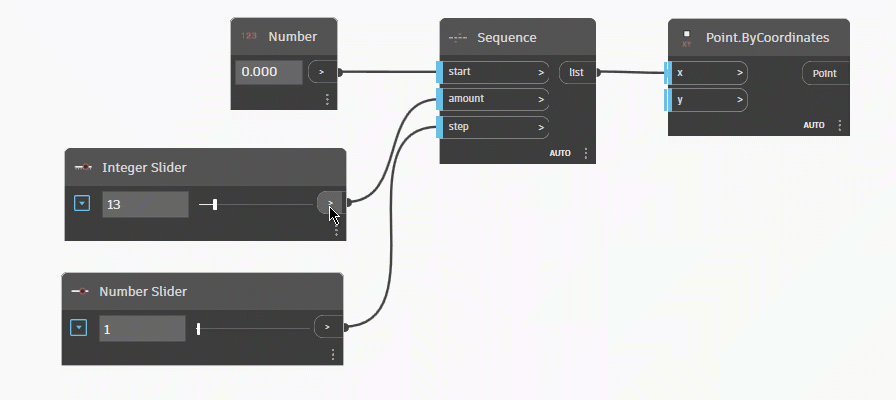 123 Number
0.000 >
Sequence
start >
list
amount >
step >
AUTO
XY Point.ByCoordinates
x >
Point
y >
AUTO
Integer Slider
13 >
Number Slider
1 >